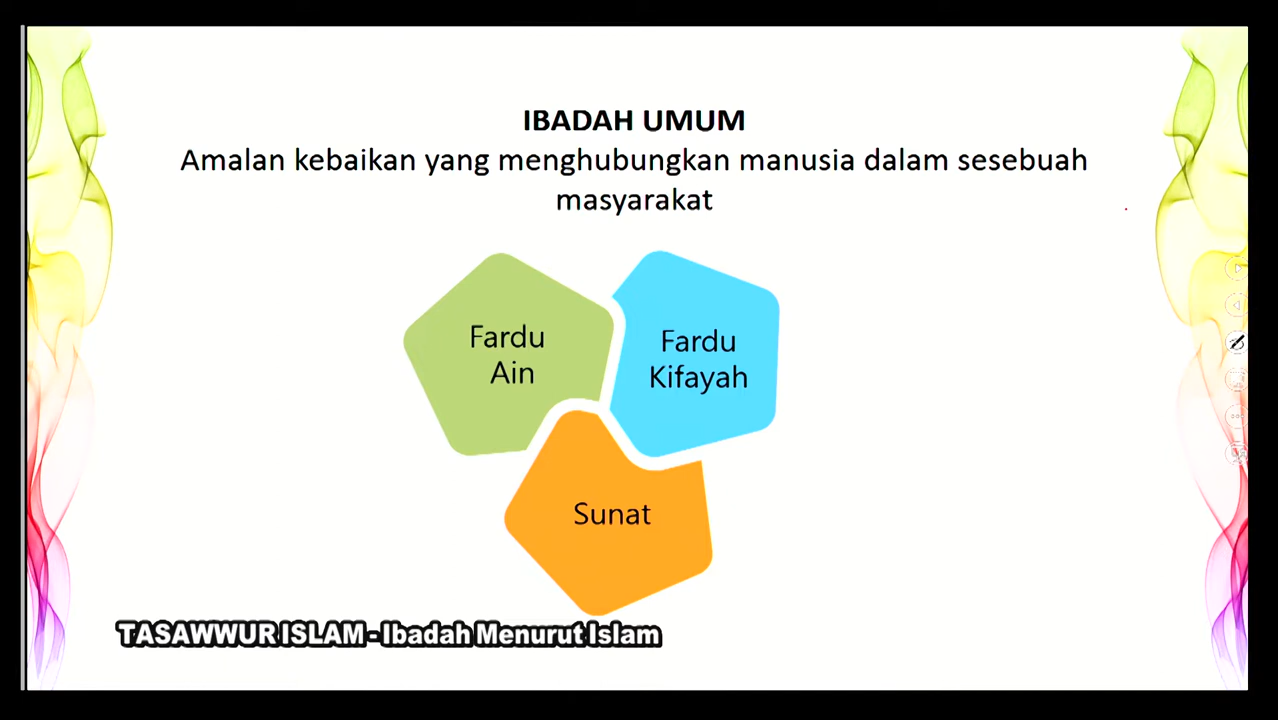 IBADAH UMUM
Amalan kebaikan yang menghubungkan manusia dalam sesebuah
masyarakat
Fardu
Ain
Fardu
Kifayah
Sunat
TASAWWUR ISLAM - Ibadah Menurut Islam